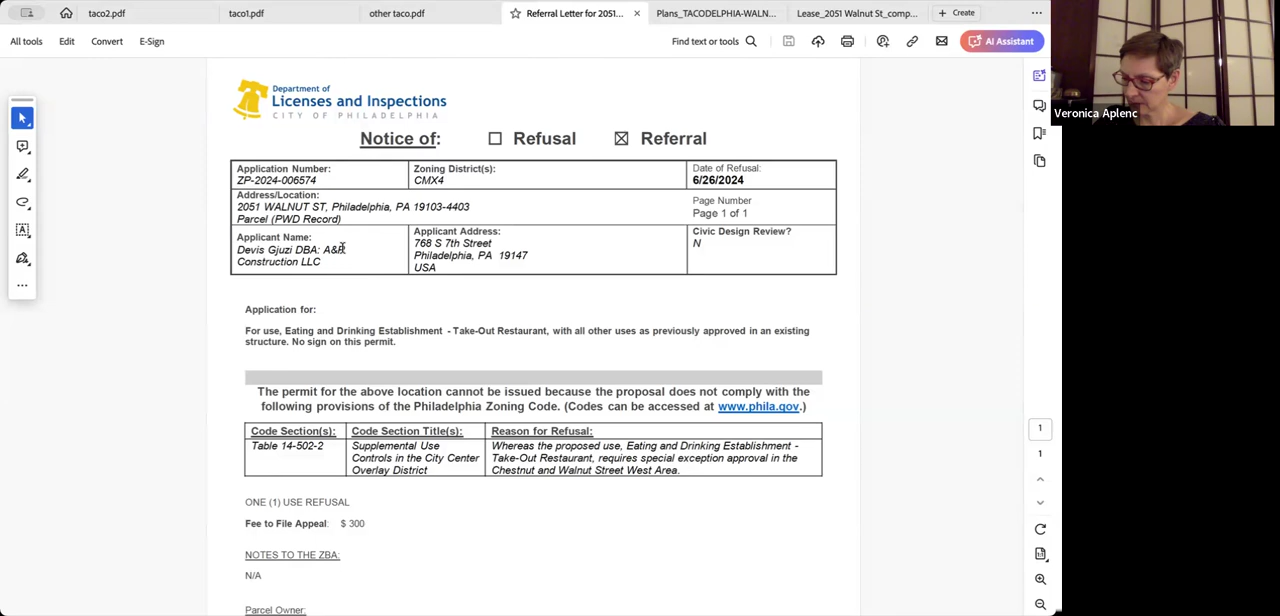 taco2.pdf
taco1.pdf
other taco.pdf
Referral Letter for 2051...
Plans_TACODELPHIA-WALN...
Lease_2051 Walnut St_comp...
+ Create
All tools Edit Convert E-Sign
Find text or tools
AI Assistant
Veronica Aplenc
Department of
Licenses and Inspections
CITY OF PHILADELPHIA
Notice of: Refusal Referral
Application Number:
ZP-2024-006574
Zoning District(s):
CMX4
Date of Refusal:
6/26/2024
Address/Location:
2051 WALNUT ST, Philadelphia, PA 19103-4403
Parcel (PWD Record)
Page Number
Page 1 of 1
Applicant Name:
Devis Gjuzi DBA: A&R
Construction LLC
Applicant Address:
768 S 7th Street
Philadelphia, PA 19147
USA
Civic Design Review?
N
Application for:
For use, Eating and Drinking Establishment - Take-Out Restaurant, with all other uses as previously approved in an existing
structure. No sign on this permit.
The permit for the above location cannot be issued because the proposal does not comply with the
following provisions of the Philadelphia Zoning Code. (Codes can be accessed at www.phila.gov.)
Code Section(s): Code Section Title(s): Reason for Refusal:
Table 14-502-2
Supplemental Use
Controls in the City Center
Overlay District
Whereas the proposed use, Eating and Drinking Establishment -
Take-Out Restaurant, requires special exception approval in the
Chestnut and Walnut Street West Area.
ONE (1) USE REFUSAL
Fee to File Appeal: $ 300
NOTES TO THE ZBA:
N/A
Parcel Owner:
1
1